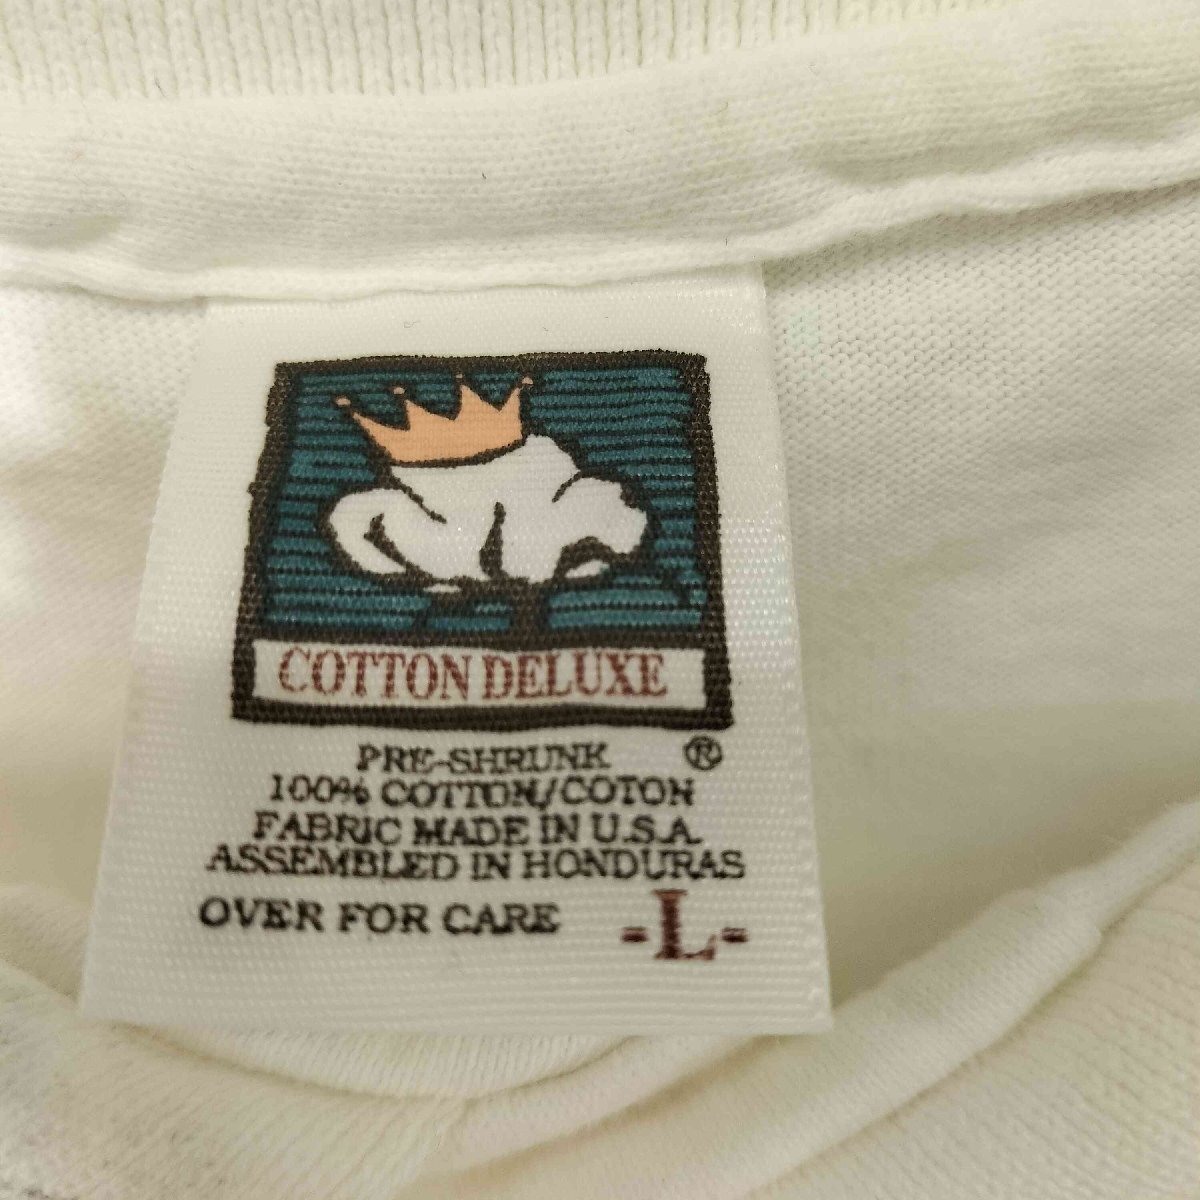 COTTON DELUXE
PRE-SHRUNK ®
100% COTTON/COTON
FABRIC MADE IN U.S.A.
ASSEMBLED IN HONDURAS
OVER FOR CARE -L-